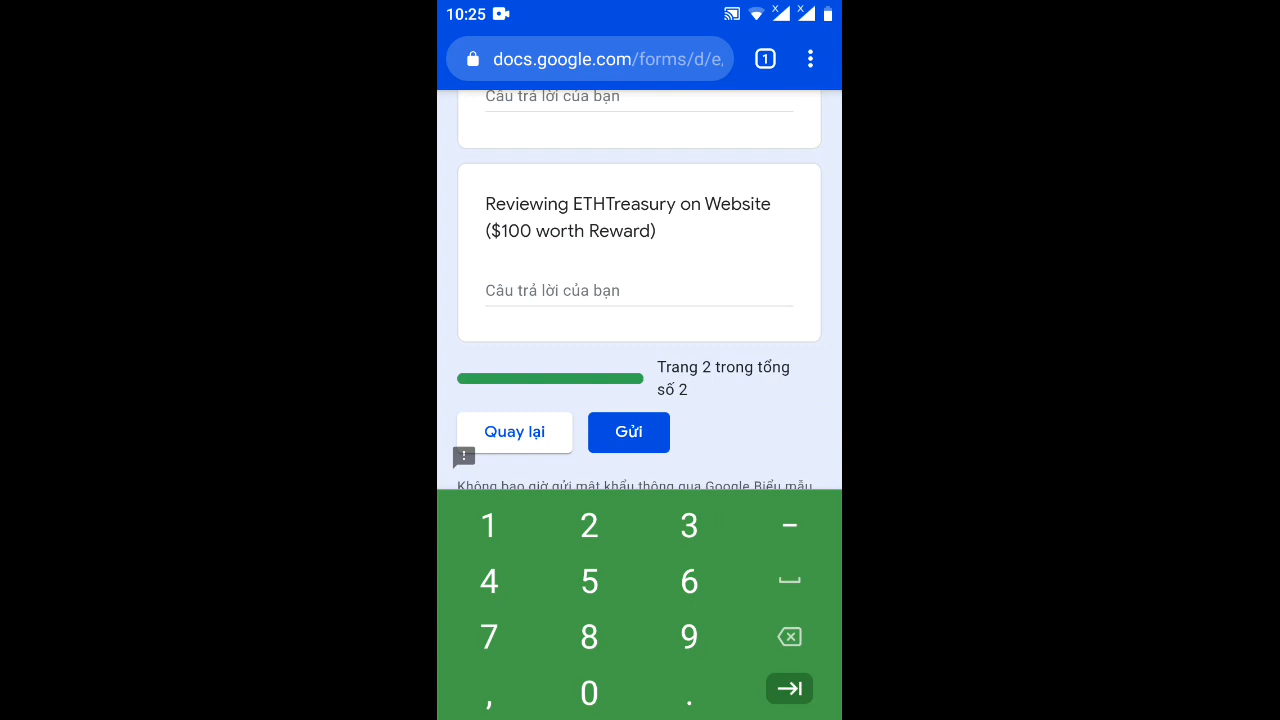 10:25
docs.google.com/forms/d/e,
1
Câu trả lời của bạn
Reviewing ETHTreasury on Website
($100 worth Reward)
Câu trả lời của bạn
Trang 2 trong tổng
số 2
Quay lại
Gửi
!
Không bao giờ gửi mật khẩu thông qua Google Biểu mẫu
1 2 3 −
4 5 6
7 8 9
, 0 .